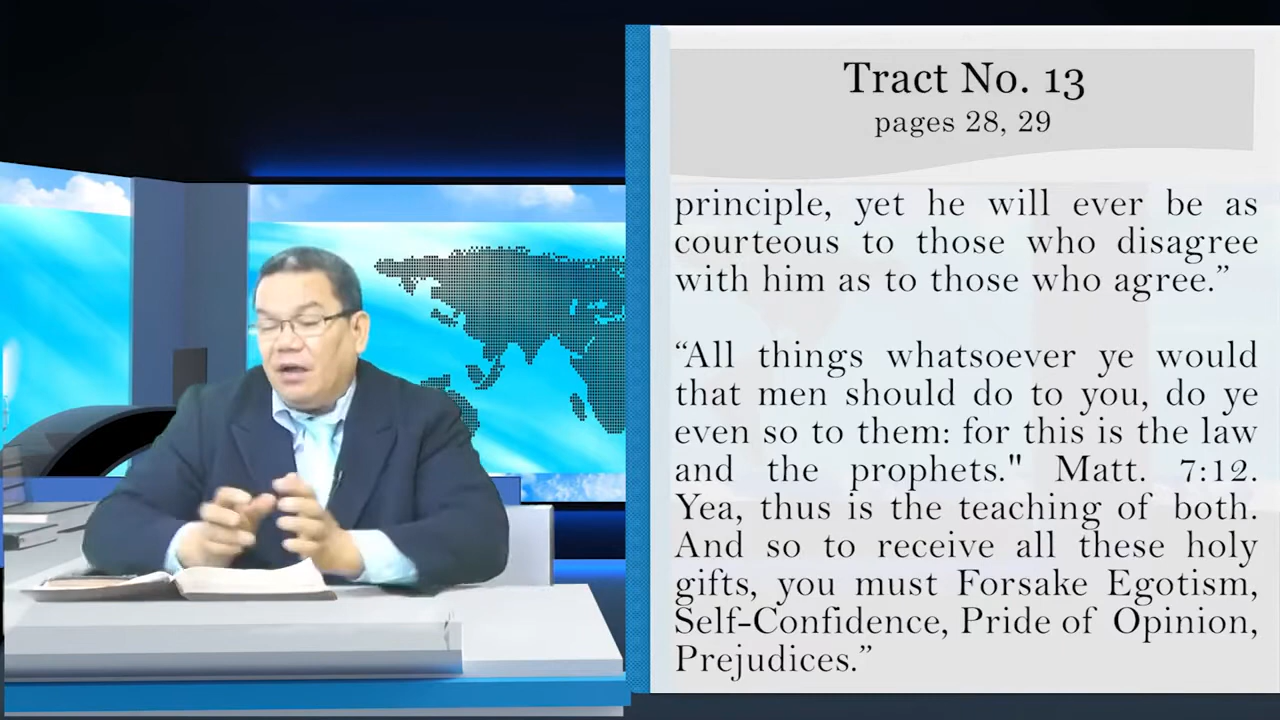 Tract No. 13
pages 28, 29
principle, yet he will ever be as
courteous to those who disagree
with him as to those who agree.”
“All things whatsoever ye would
that men should do to you, do ye
even so to them: for this is the law
and the prophets." Matt. 7:12.
Yea, thus is the teaching of both.
And so to receive all these holy
gifts, you must Forsake Egotism,
Self-Confidence, Pride of Opinion,
Prejudices.”